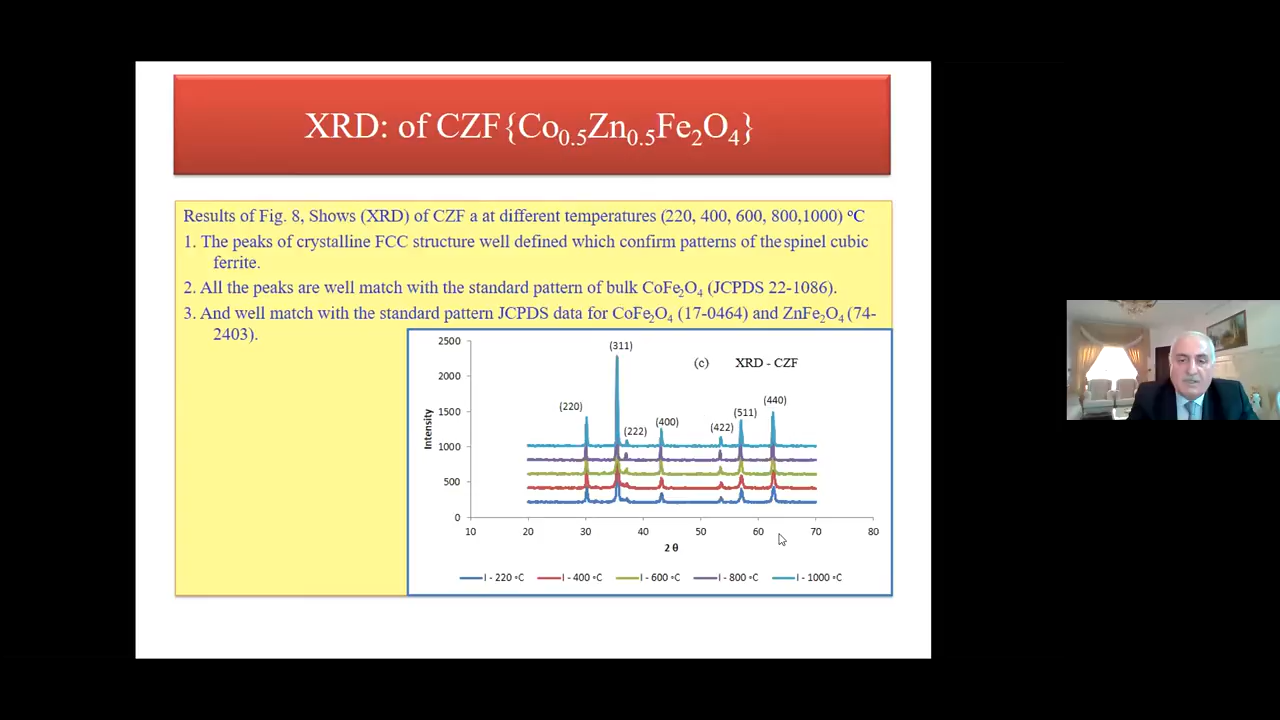 XRD: of CZF{Co0.5Zn0.5Fe2O4}
Results of Fig. 8, Shows (XRD) of CZF a at different temperatures (220, 400, 600, 800,1000) ºC
1. The peaks of crystalline FCC structure well defined which confirm patterns of the spinel cubic
ferrite.
2. All the peaks are well match with the standard pattern of bulk CoFe2O4 (JCPDS 22-1086).
3. And well match with the standard pattern JCPDS data for CoFe2O4 (17-0464) and ZnFe2O4 (74-
2403).
(c) XRD - CZF
Intensity
2500
2000
1500
1000
500
0
(220)
(311)
(222)
(400)
(422)
(511)
(440)
10 20 30 40 50 60 70 80
2 θ
I - 220 ◦C I - 400 ◦C I - 600 ◦C I - 800 ◦C I - 1000 ◦C